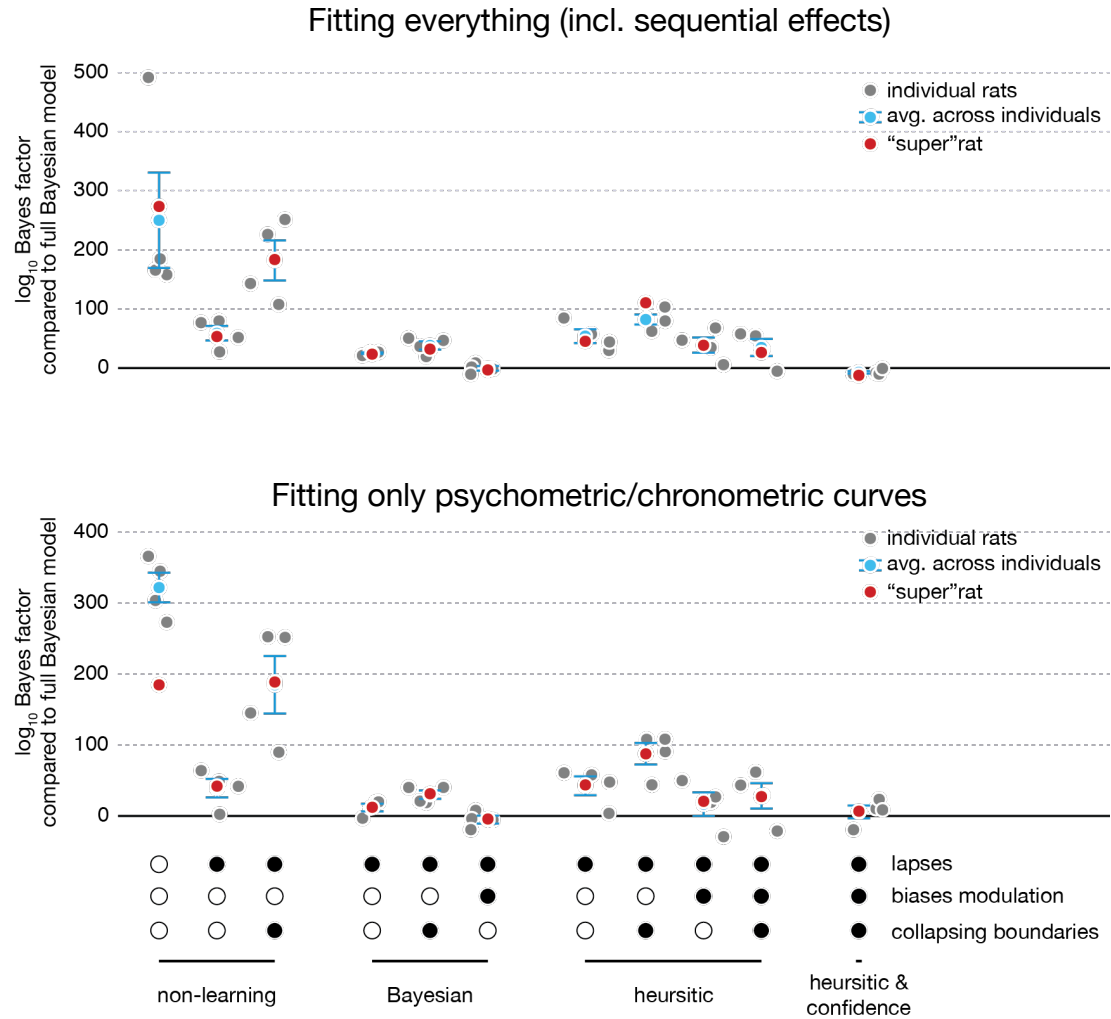 Fitting everything (incl. sequential effects)
log10 Bayes factor
compared to full Bayesian model
500
400
300
200
100
0
individual rats
avg. across individuals
“super”rat
Fitting only psychometric/chronometric curves
log10 Bayes factor
compared to full Bayesian model
400
300
200
100
0
individual rats
avg. across individuals
“super”rat
lapses
biases modulation
collapsing boundaries
non-learning
Bayesian
heursitic
heursitic &
confidence